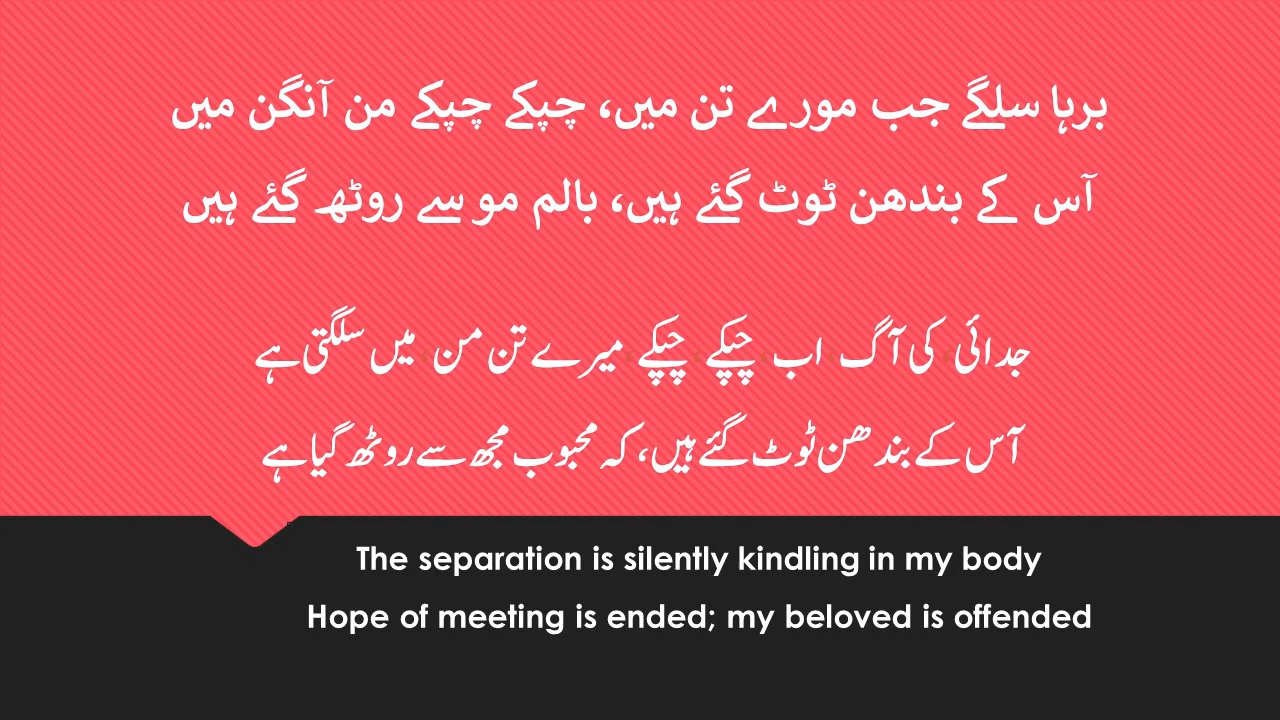 برہا سلگے جب مورے تن میں، چپکے چپکے من آنگن میں
آس کے بندھن ٹوٹ گئے ہیں، بالم مو سے روٹھ گئے ہیں
جدائی کی آگ اب چپکے چپکے میرے تن من میں سلگتی ہے
آس کے بندھن ٹوٹ گئے ہیں، کہ محبوب مجھ سے روٹھ گیا ہے
The separation is silently kindling in my body
Hope of meeting is ended; my beloved is offended